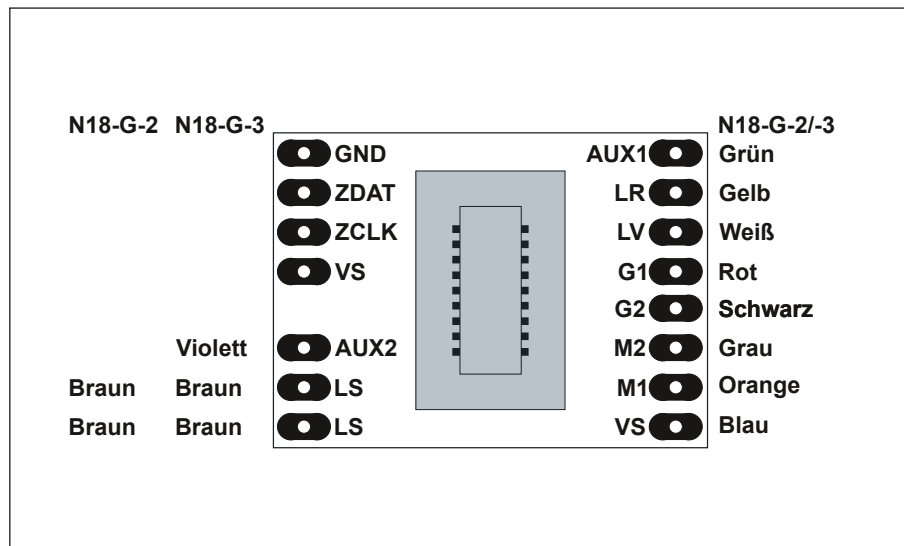 N18-G-2 N18-G-3 N18-G-2/-3
GND AUX1 Grün
ZDAT LR Gelb
ZCLK LV Weiß
VS G1 Rot
G2 Schwarz
Violett AUX2 M2 Grau
Braun Braun LS M1 Orange
Braun Braun LS VS Blau